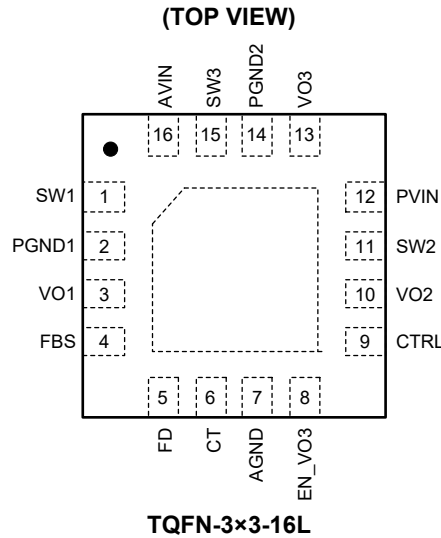 (TOP VIEW)
AVIN
SW3
PGND2
VO3
16
15
14
13
SW1
1
12
PVIN
PGND1
2
11
SW2
VO1
3
10
VO2
FBS
4
9
CTRL
5
6
7
8
FD
CT
AGND
EN_VO3
TQFN-3×3-16L